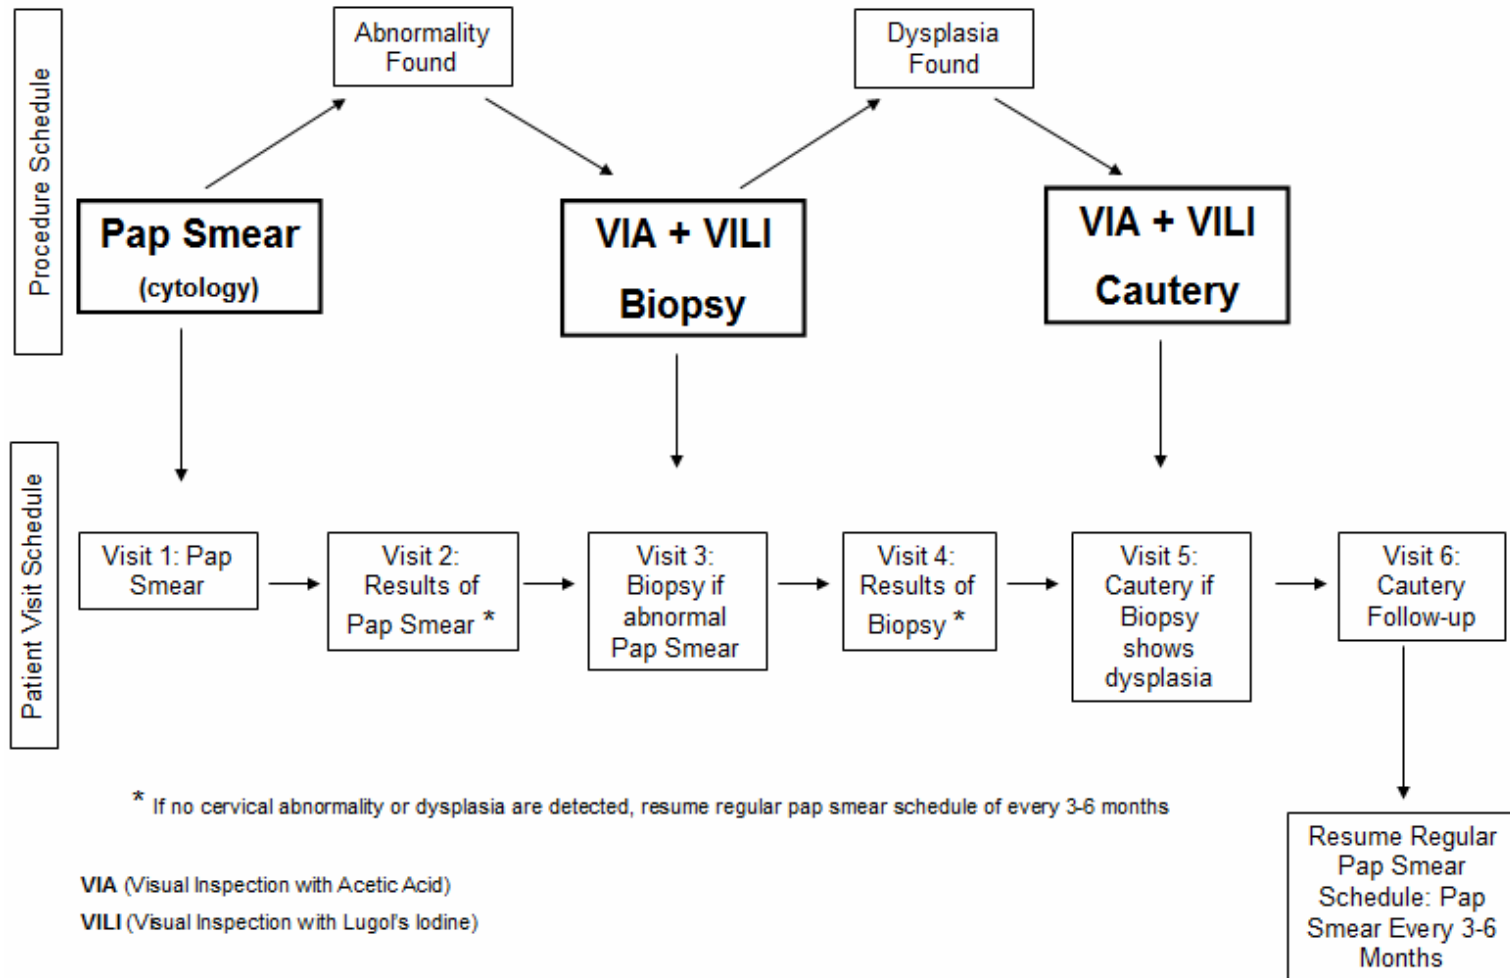 Procedure Schedule
Abnormality
Found
Dysplasia
Found
Pap Smear
(cytology)
VIA + VILI
Biopsy
VIA + VILI
Cautery
Patient Visit Schedule
Visit 1: Pap
Smear
Visit 2:
Results of
Pap Smear *
Visit 3:
Biopsy if
abnormal
Pap Smear
Visit 4:
Results of
Biopsy *
Visit 5:
Cautery if
Biopsy
shows
dysplasia
Visit 6:
Cautery
Follow-up
* If no cervical abnormality or dysplasia are detected, resume regular pap smear schedule of every 3-6 months
Resume Regular
Pap Smear
Schedule: Pap
Smear Every 3-6
Months
VIA (Visual Inspection with Acetic Acid)
VILI (Visual Inspection with Lugol's Iodine)